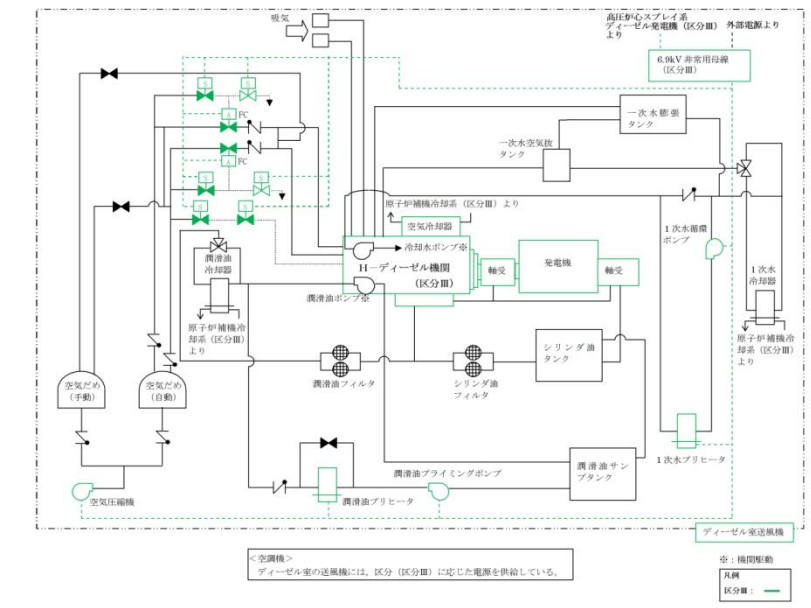 吸気
高圧炉心スプレイ系
ディーゼル発電機（区分Ⅲ）
より
外部電源より
6.9kV 非常用母線
（区分Ⅲ）
S
S
A
FC
A
FC
S
S
S
S
一次水膨張
タンク
一次水空気抜
タンク
原子炉補機冷却系（区分Ⅲ）より
空気冷却器
冷却水ポンプ※
H－ディーゼル機関
（区分Ⅲ）
潤滑油ポンプ※
軸受
発電機
軸受
1次水循環
ポンプ
1次水
冷却器
原子炉補機冷
却系（区分Ⅲ）
より
潤滑油
冷却器
原子炉補機冷
却系（区分Ⅲ）
より
潤滑油フィルタ
シリンダ油
フィルタ
シリンダ油
タンク
空気だめ
（手動）
空気だめ
（自動）
空気圧縮機
潤滑油プライミングポンプ
潤滑油プリヒータ
潤滑油サン
プタンク
1次水プリヒータ
ディーゼル室送風機
＜空調機＞
ディーゼル室の送風機には，区分（区分Ⅲ）に応じた電源を供給している。
※：機関駆動
凡例
区分Ⅲ：